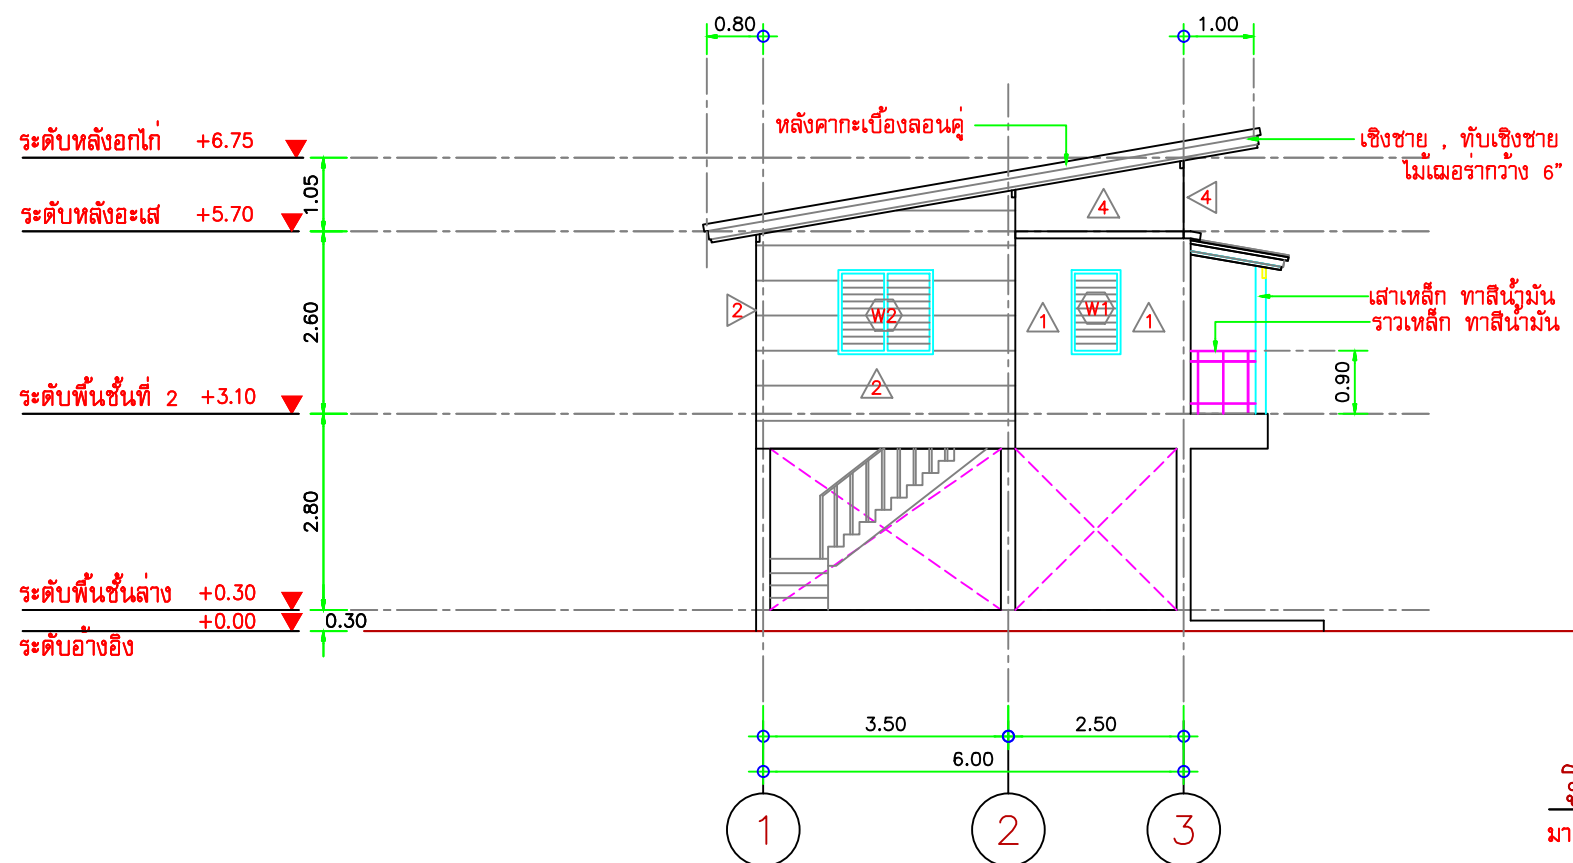 0.80
1.00
หลังคากะเบื้องลอนคู่
ระดับหลังอกไก่ +6.75
เชิงชาย , ทับเชิงชาย
ไม้เฌอร่ากว้าง 6”
1.05
4
4
ระดับหลังอะเส +5.70
เสาเหล็ก ทาสีน้ำมัน
ราวเหล็ก ทาสีน้ำมัน
2
W2
1
W1
1
2.60
2
0.90
ระดับพื้นชั้นที่ 2 +3.10
2.80
ระดับพื้นชั้นล่าง +0.30
+0.00
0.30
ระดับอ้างอิง
3.50
2.50
6.00
1
2
3
มา